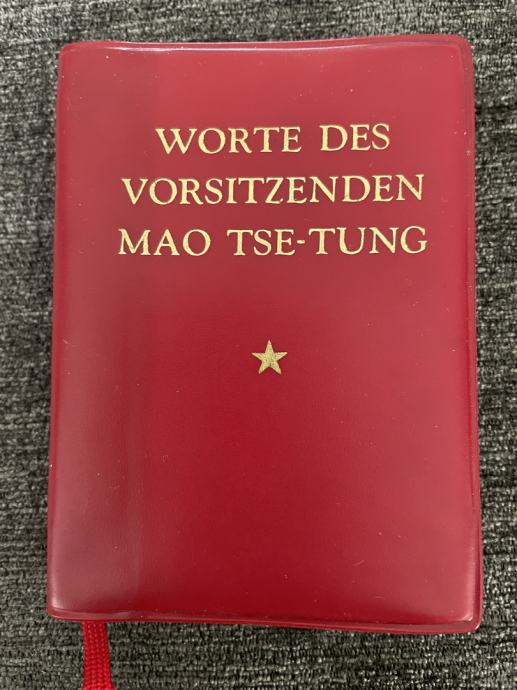 WORTE DES
VORSITZENDEN
MAO TSE-TUNG